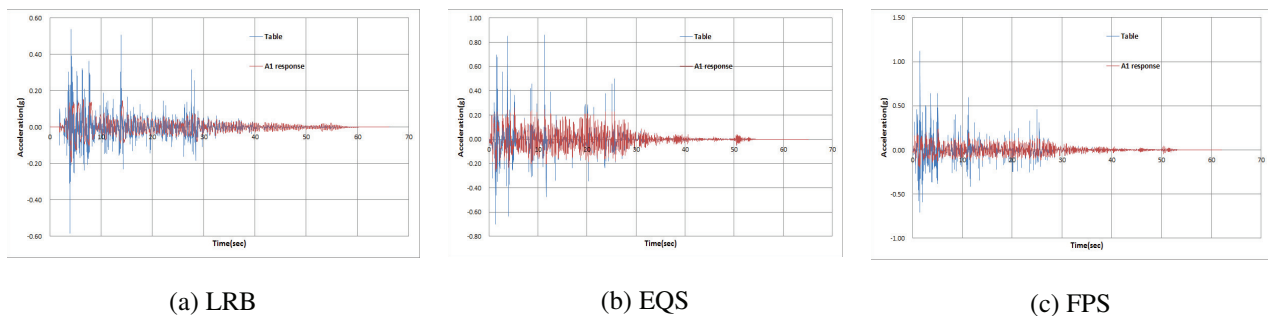 0.60
0.40
0.20
0.00
-0.20
-0.40
-0.60
Acceleration(g)
0 10 20 30 40 50 60 70
Time(sec)
Table
A1 response
(a) LRB
1.00
0.80
0.60
0.40
0.20
0.00
-0.20
-0.40
-0.60
-0.80
Acceleration(g)
0 10 20 30 40 50 60 70
Time(sec)
Table
A1 response
(b) EQS
1.50
1.00
0.50
0.00
-0.50
-1.00
Acceleration(g)
0 10 20 30 40 50 60 70
Time(sec)
Table
A1 response
(c) FPS